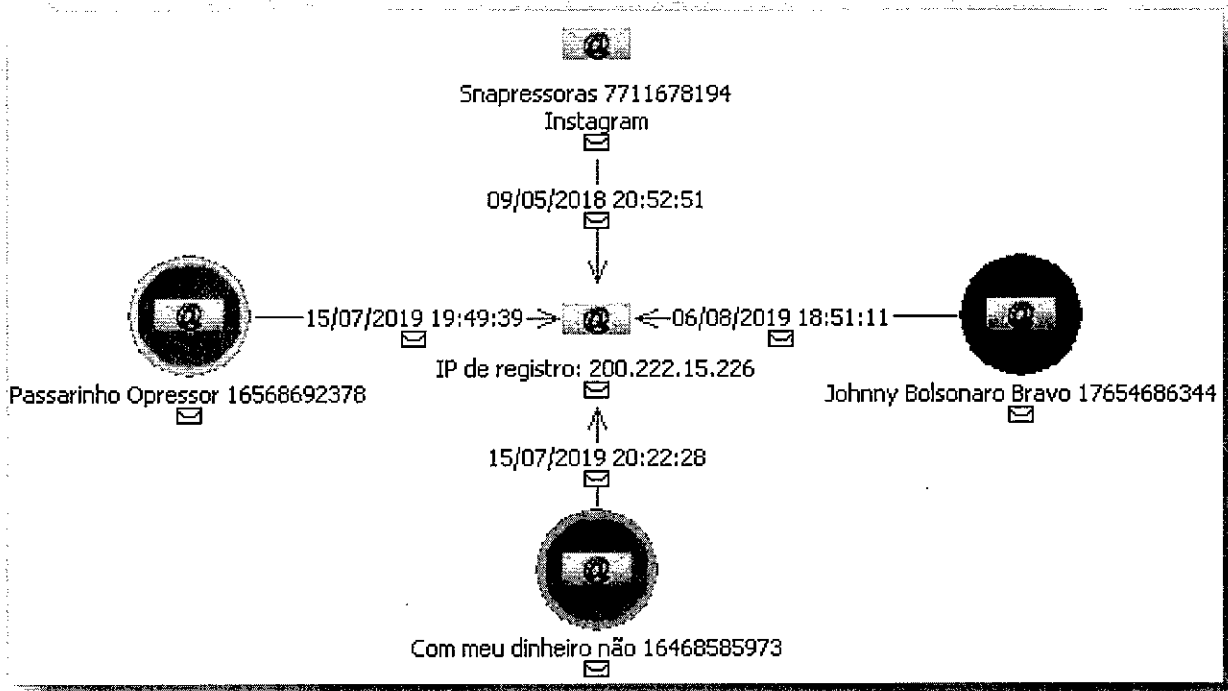 @
Snapressoras 7711678194
Instagram
09/05/2018 20:52:51
@
15/07/2019 19:49:39
@
06/08/2019 18:51:11
@
IP de registro: 200.222.15.226
Passarinho Opressor 16568692378
Johnny Bolsonaro Bravo 17654686344
15/07/2019 20:22:28
@
Com meu dinheiro não 16468585973